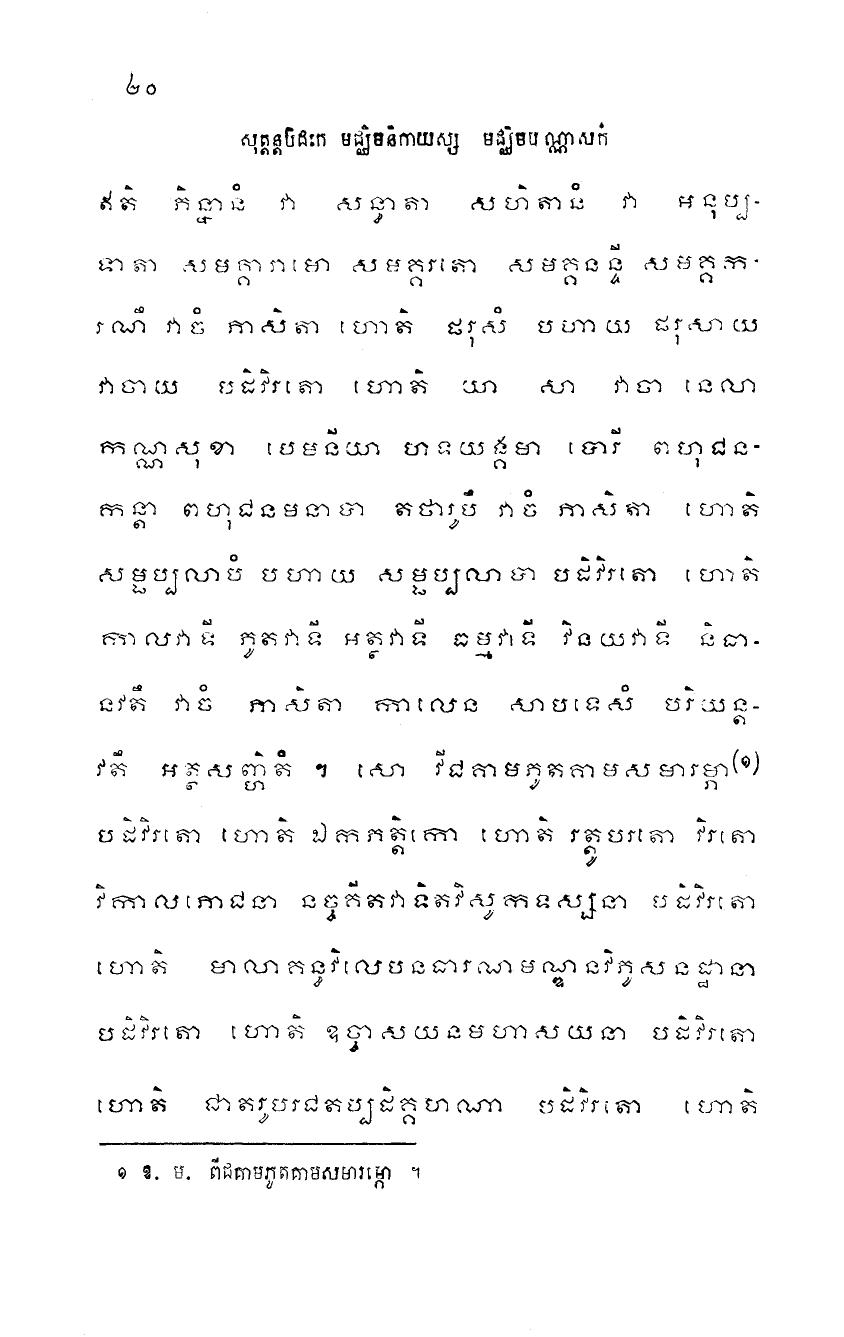 ២០
សុត្តន្តបិដកេ មជ្ឈិមនិកាយស្ស មជ្ឈិមបណ្ណាសកំ
ឥតិ ភិន្នានំ វា សន្ធាតា សហិតានំ វា អនុប្ប-
ទាតា សមគ្គារាមោ សមគ្គរតោ សមគ្គនន្ទី សមគ្គក-
រណឹ វាចំ ភាសិតា ហោតិ ផរុសំ បហាយ ផរុសាយ
វាចាយ បដិវិរតោ ហោតិ យា សា វាចា នេលា
កណ្ណសុខា បេមនីយា ហទយង្គមា បោរី ពហុជន-
កន្តា ពហុជនមនាបា តថារូបឹ វាចំ ភាសិតា ហោតិ
សម្ផប្បលាបំ បហាយ សម្ផប្បលាបា បដិវិរតោ ហោតិ
កាលវាទី ភូតវាទី អត្ថវាទី ធម្មវាទី វិនយវាទី និធា-
នវតឹ វាចំ ភាសិតា កាលេន សាបទេសំ បរិយន្ត-
វតឹ អត្ថសញ្ហិតំ ។ សោ វីជគាមភូតគាមសមារម្ភា(១)
បដិវិរតោ ហោតិ ឯកភត្តិកោ ហោតិ រត្តូបរតោ វិរតោ
វិកាលភោជនា នច្ចគីតវាទិតវិសូកទស្សនា បដិវិរតោ
ហោតិ មាលាគន្ធវិលេបនធារណមណ្ឌនវិភូសនដ្ឋានា
បដិវិរតោ ហោតិ ឧច្ចាសយនមហាសយនា បដិវិរតោ
ហោតិ ជាតរូបរជតប្បដិគ្គហណា បដិវិរតោ ហោតិ
១ ឱ. ម. ពីជគាមភូតគាមសមារម្ភោ ។